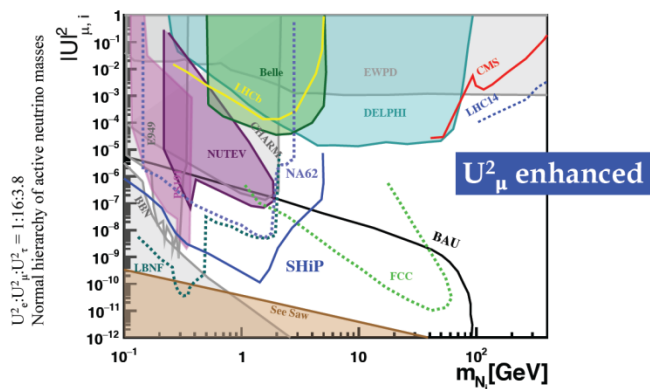 |U|²μ, i
1
10⁻¹
10⁻²
10⁻³
10⁻⁴
10⁻⁵
10⁻⁶
10⁻⁷
10⁻⁸
10⁻⁹
10⁻¹⁰
10⁻¹¹
10⁻¹²
10⁻¹
1
10
10²
m_Nᵢ[GeV]
U²e:U²μ:U²τ = 1:16:3.8
Normal hierarchy of active neutrino masses
Belle
LHCb
EWPD
CMS
DELPHI
LHC14
E949
CHARM
NUTEV
NA62
U²μ enhanced
BBN
BAU
SHiP
LBNF
FCC
See Saw